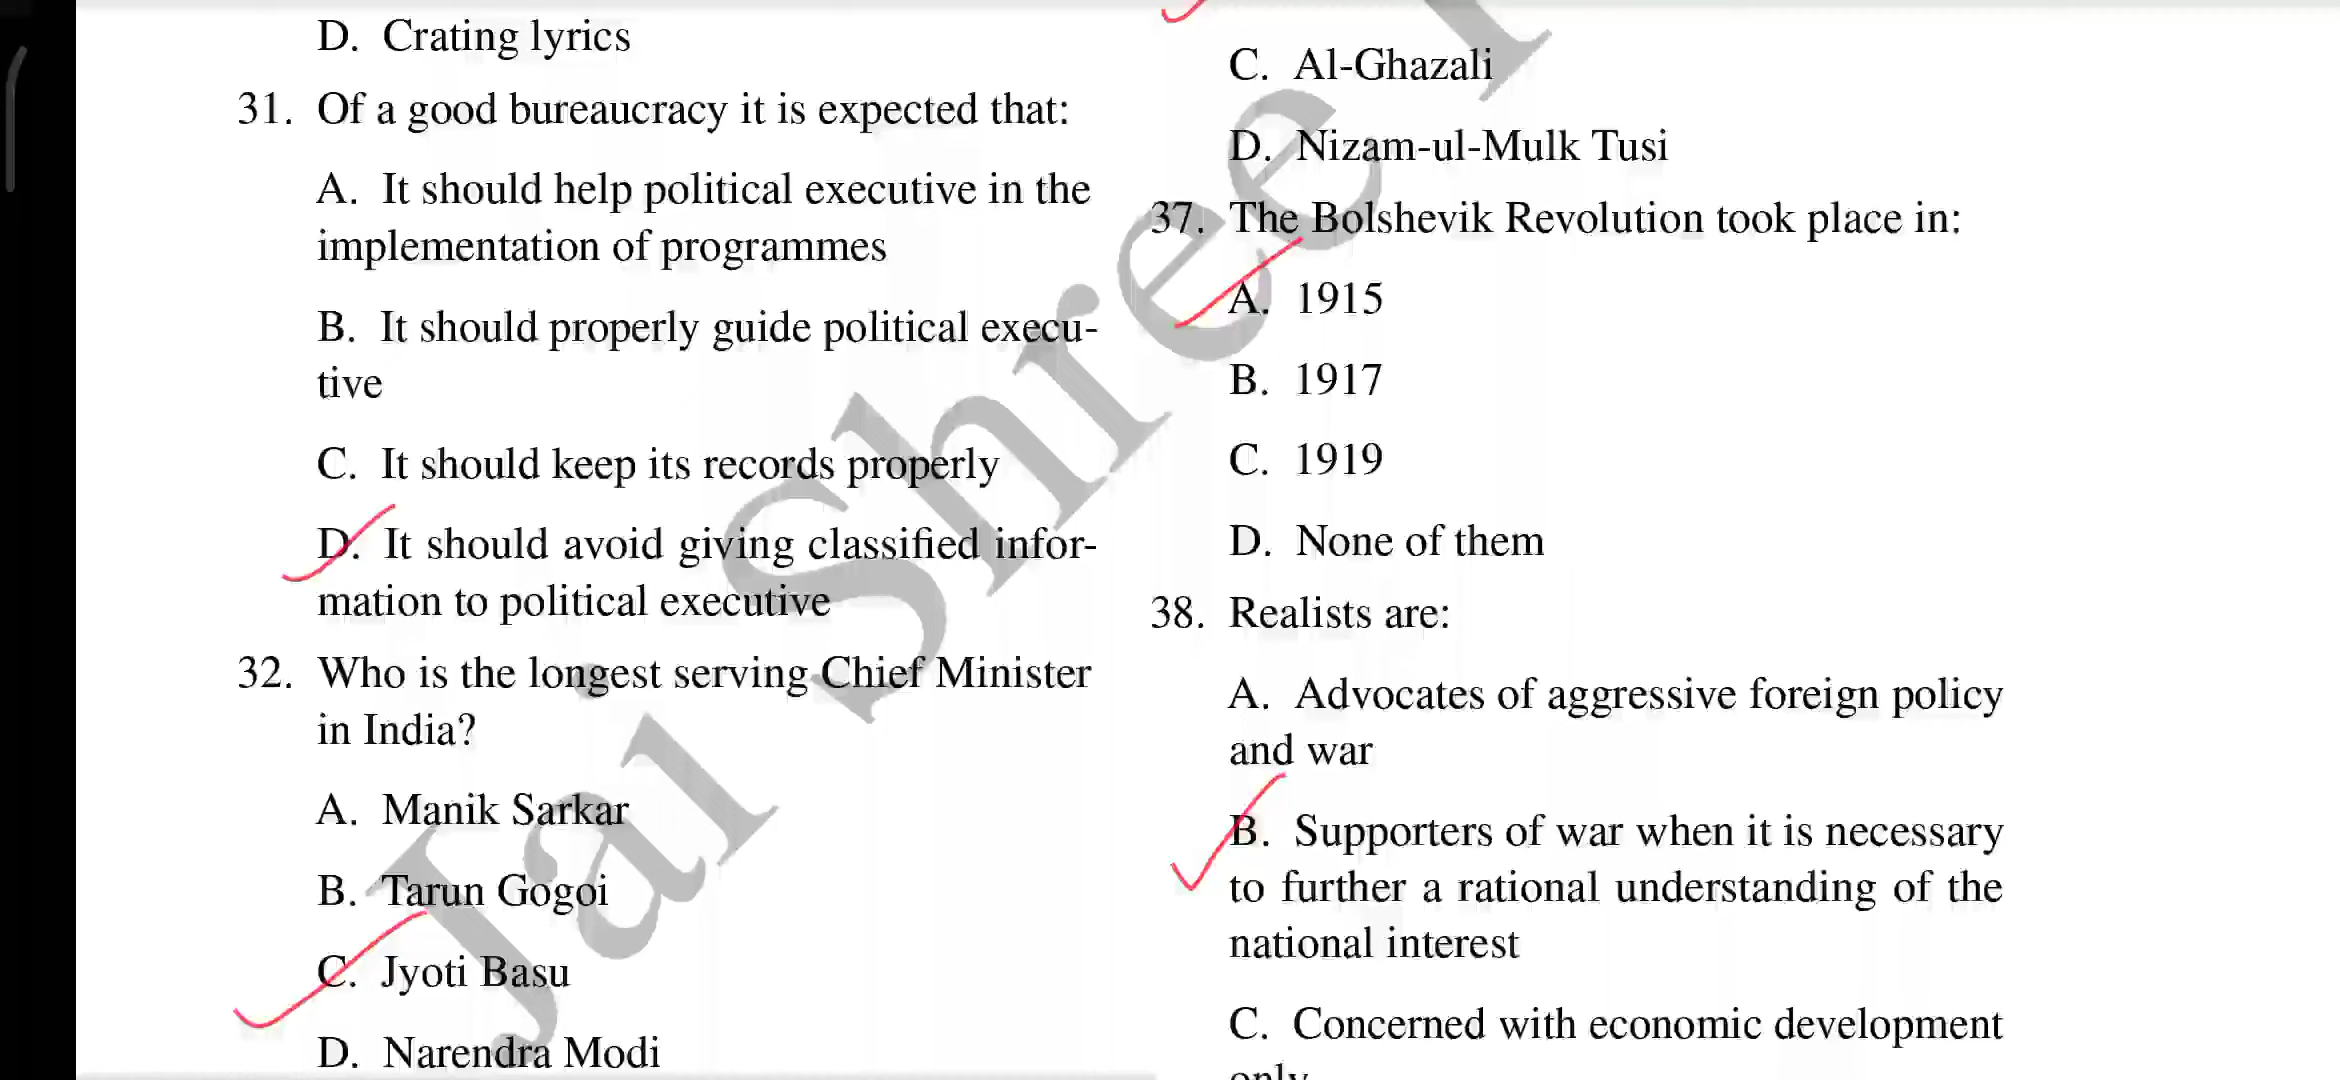 D. Crating lyrics
31. Of a good bureaucracy it is expected that:
A. It should help political executive in the
implementation of programmes
B. It should properly guide political execu-
tive
C. It should keep its records properly
D. It should avoid giving classified infor-
mation to political executive
32. Who is the longest serving Chief Minister
in India?
A. Manik Sarkar
B. Tarun Gogoi
C. Jyoti Basu
D. Narendra Modi
C. Al-Ghazali
D. Nizam-ul-Mulk Tusi
37. The Bolshevik Revolution took place in:
A. 1915
B. 1917
C. 1919
D. None of them
38. Realists are:
A. Advocates of aggressive foreign policy
and war
B. Supporters of war when it is necessary
to further a rational understanding of the
national interest
C. Concerned with economic development
only
Jai Shree